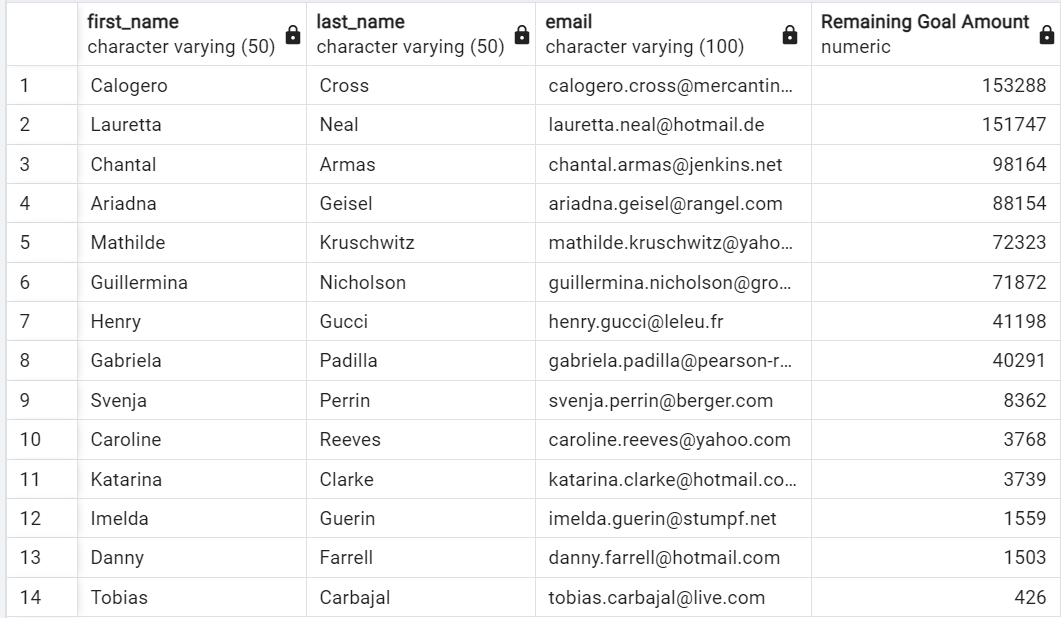 first_name last_name email Remaining Goal Amount
character varying (50) character varying (50) character varying (100) numeric
1 Calogero Cross calogero.cross@mercantin... 153288
2 Lauretta Neal lauretta.neal@hotmail.de 151747
3 Chantal Armas chantal.armas@jenkins.net 98164
4 Ariadna Geisel ariadna.geisel@rangel.com 88154
5 Mathilde Kruschwitz mathilde.kruschwitz@yaho... 72323
6 Guillermina Nicholson guillermina.nicholson@gro... 71872
7 Henry Gucci henry.gucci@leleu.fr 41198
8 Gabriela Padilla gabriela.padilla@pearson-r... 40291
9 Svenja Perrin svenja.perrin@berger.com 8362
10 Caroline Reeves caroline.reeves@yahoo.com 3768
11 Katarina Clarke katarina.clarke@hotmail.co... 3739
12 Imelda Guerin imelda.guerin@stumpf.net 1559
13 Danny Farrell danny.farrell@hotmail.com 1503
14 Tobias Carbajal tobias.carbajal@live.com 426